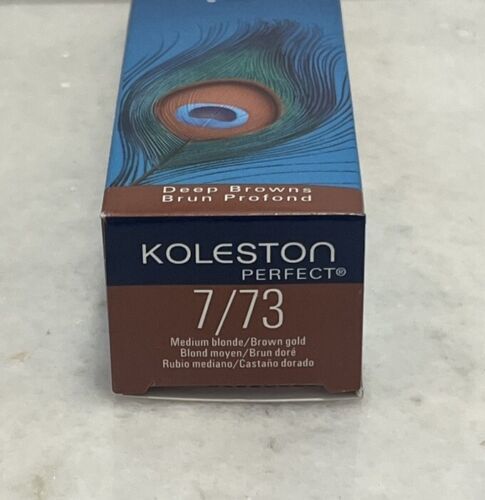 Deep Browns
Brun Profond
KOLESTON
PERFECT®
7/73
Medium blonde/Brown gold
Blond moyen/Brun doré
Rubio mediano/Castaño dorado